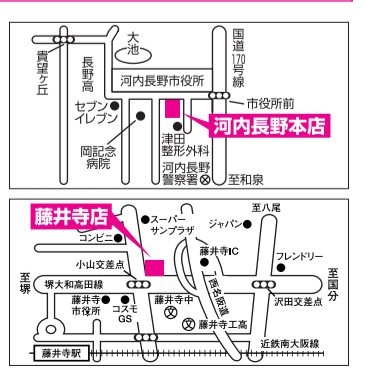 大池
国道170号線
貴望ヶ丘
長野高
河内長野市役所
セブン
イレブン
市役所前
河内長野本店
岡記念
病院
津田
整形外科
河内長野
警察署
至和泉
藤井寺店
スーパー
サンプラザ
ジャパン
至八尾
コンビニ
小山交差点
藤井寺IC
フレンドリー
至堺
堺大和高田線
西名阪道
至国分
藤井寺
市役所
コスモ
GS
藤井寺中
文
沢田交差点
文
藤井寺工高
近鉄南大阪線
藤井寺駅